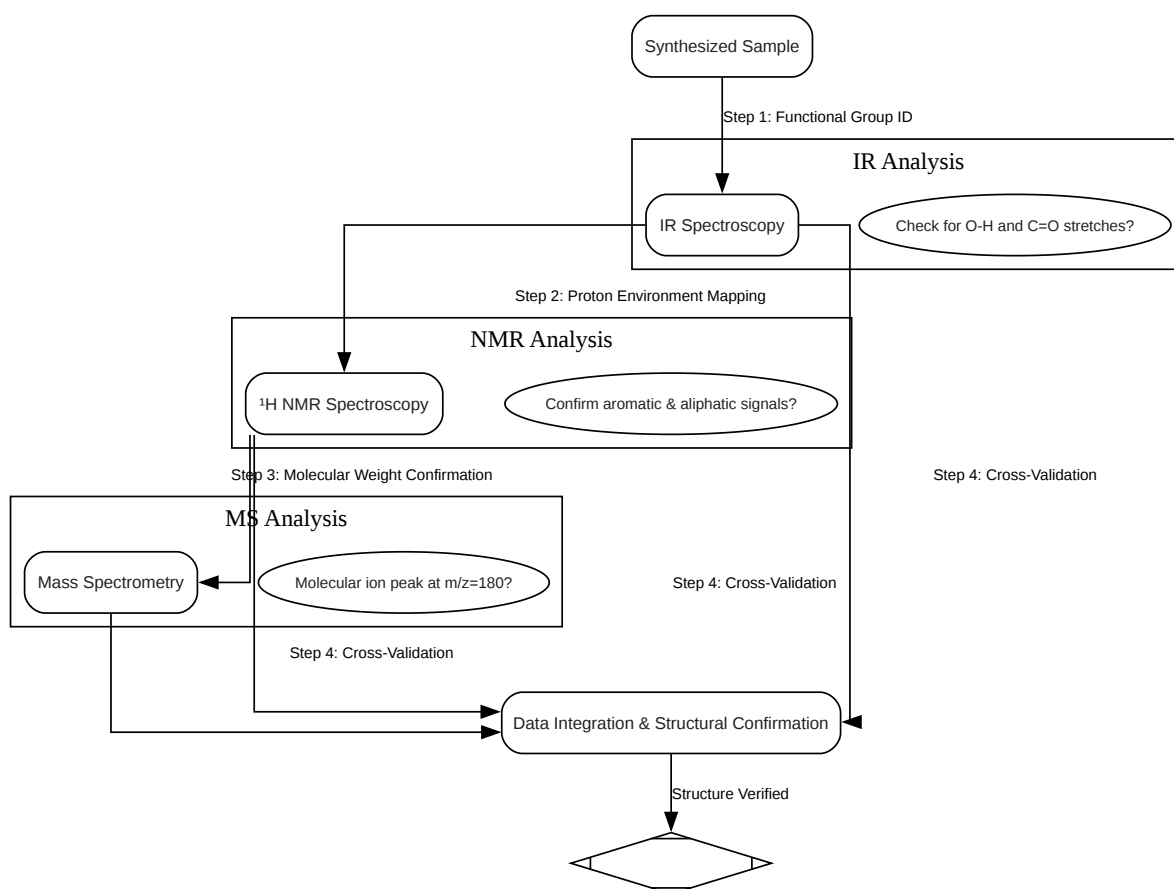 Synthesized Sample
Step 1: Functional Group ID
IR Analysis
IR Spectroscopy
Check for O-H and C=O stretches?
Step 2: Proton Environment Mapping
NMR Analysis
¹H NMR Spectroscopy
Confirm aromatic & aliphatic signals?
Step 3: Molecular Weight Confirmation
Step 4: Cross-Validation
MS Analysis
Mass Spectrometry
Molecular ion peak at m/z=180?
Step 4: Cross-Validation
Step 4: Cross-Validation
Data Integration & Structural Confirmation
Structure Verified